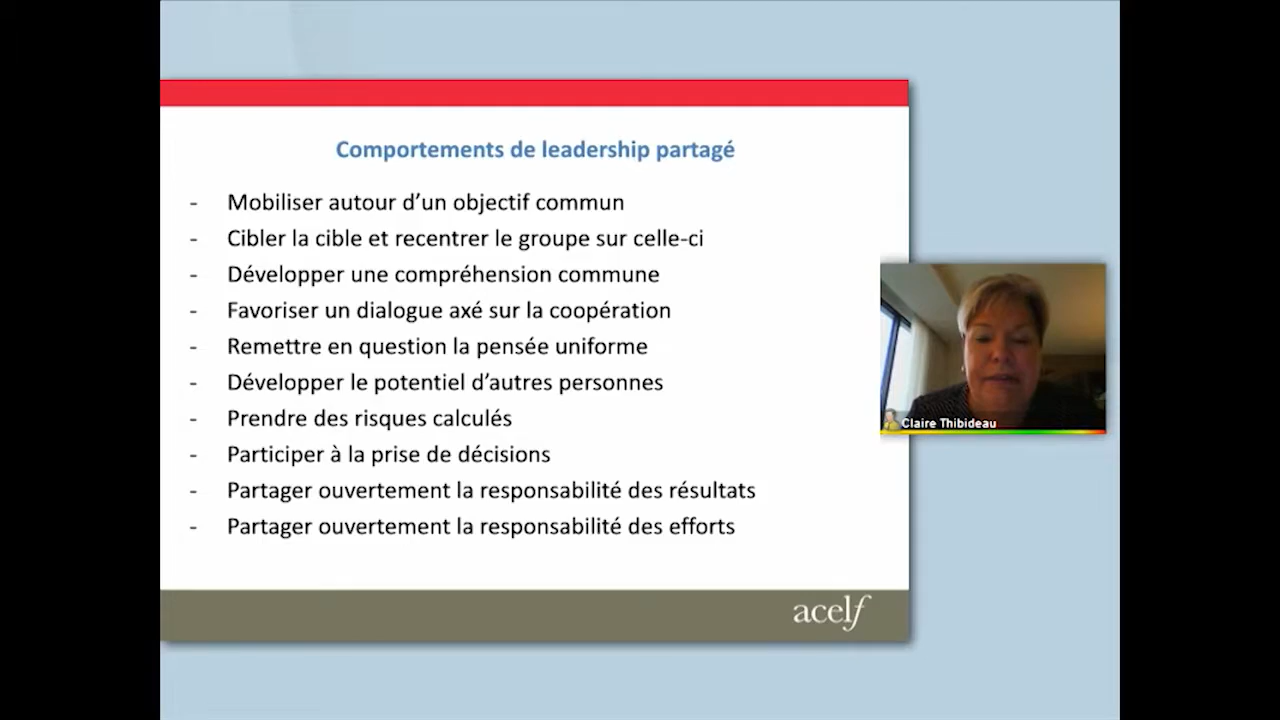 Comportements de leadership partagé
- Mobiliser autour d’un objectif commun
- Cibler la cible et recentrer le groupe sur celle-ci
- Développer une compréhension commune
- Favoriser un dialogue axé sur la coopération
- Remettre en question la pensée uniforme
- Développer le potentiel d’autres personnes
- Prendre des risques calculés
- Participer à la prise de décisions
- Partager ouvertement la responsabilité des résultats
- Partager ouvertement la responsabilité des efforts
Claire Thibideau
acelf